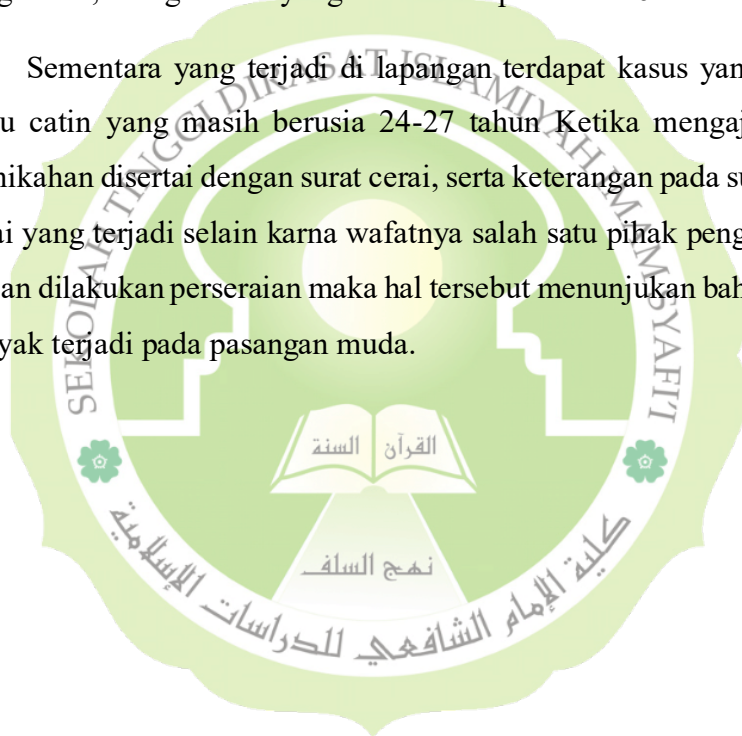 Sementara yang terjadi di lapangan terdapat kasus yan
u catin yang masih berusia 24-27 tahun Ketika mengaj
nikahan disertai dengan surat cerai, serta keterangan pada su
ai yang terjadi selain karna wafatnya salah satu pihak peng
an dilakukan perseraian maka hal tersebut menunjukan bah
yak terjadi pada pasangan muda.
SEKOLAH TINGGI DIRASAT ISLAMIYAH IMAM SYAFI'I
القرآن السنة
نهج السلف
كلية الإمام الشافعي للدراسات الإسلامية